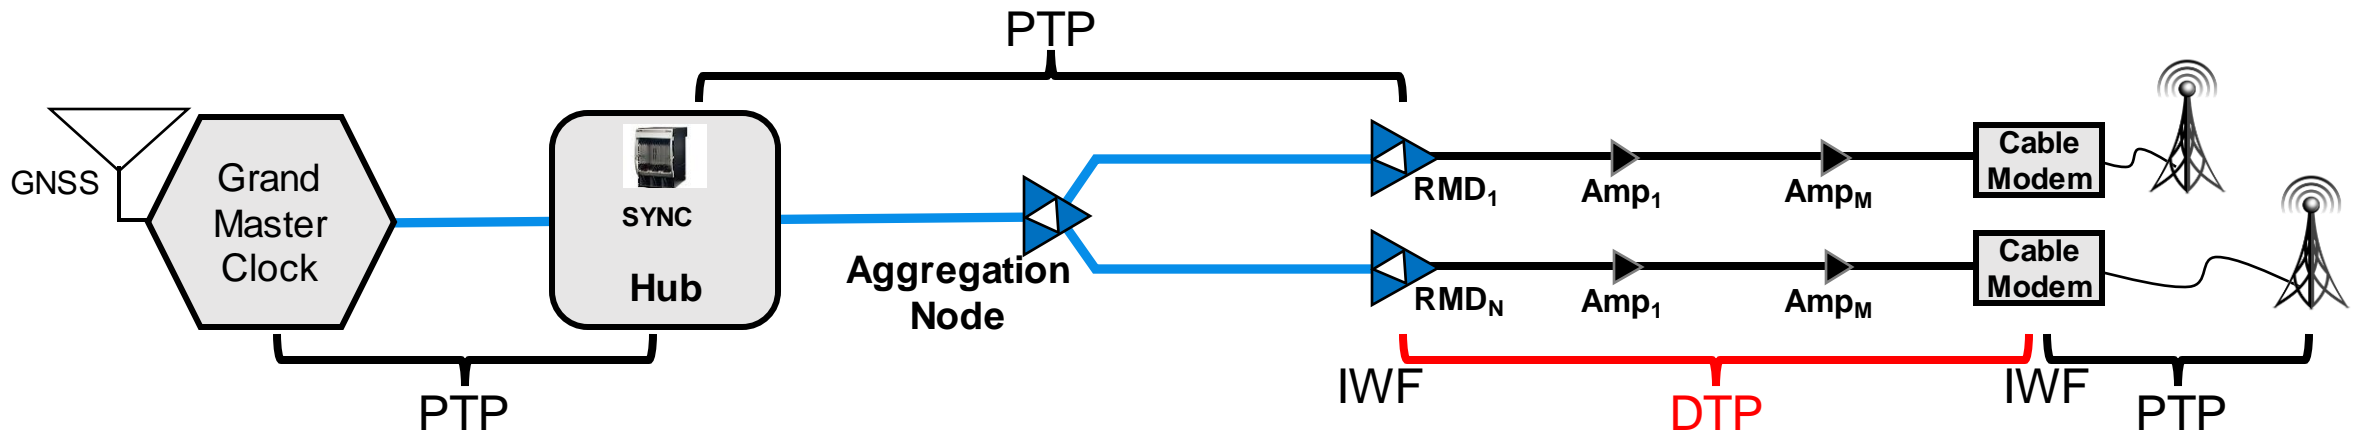 PTP
GNSS
Grand
Master
Clock
SYNC
Hub
Aggregation
Node
RMD1
Amp1
AmpM
Cable
Modem
RMDN
Amp1
AmpM
Cable
Modem
PTP
IWF
DTP
IWF
PTP